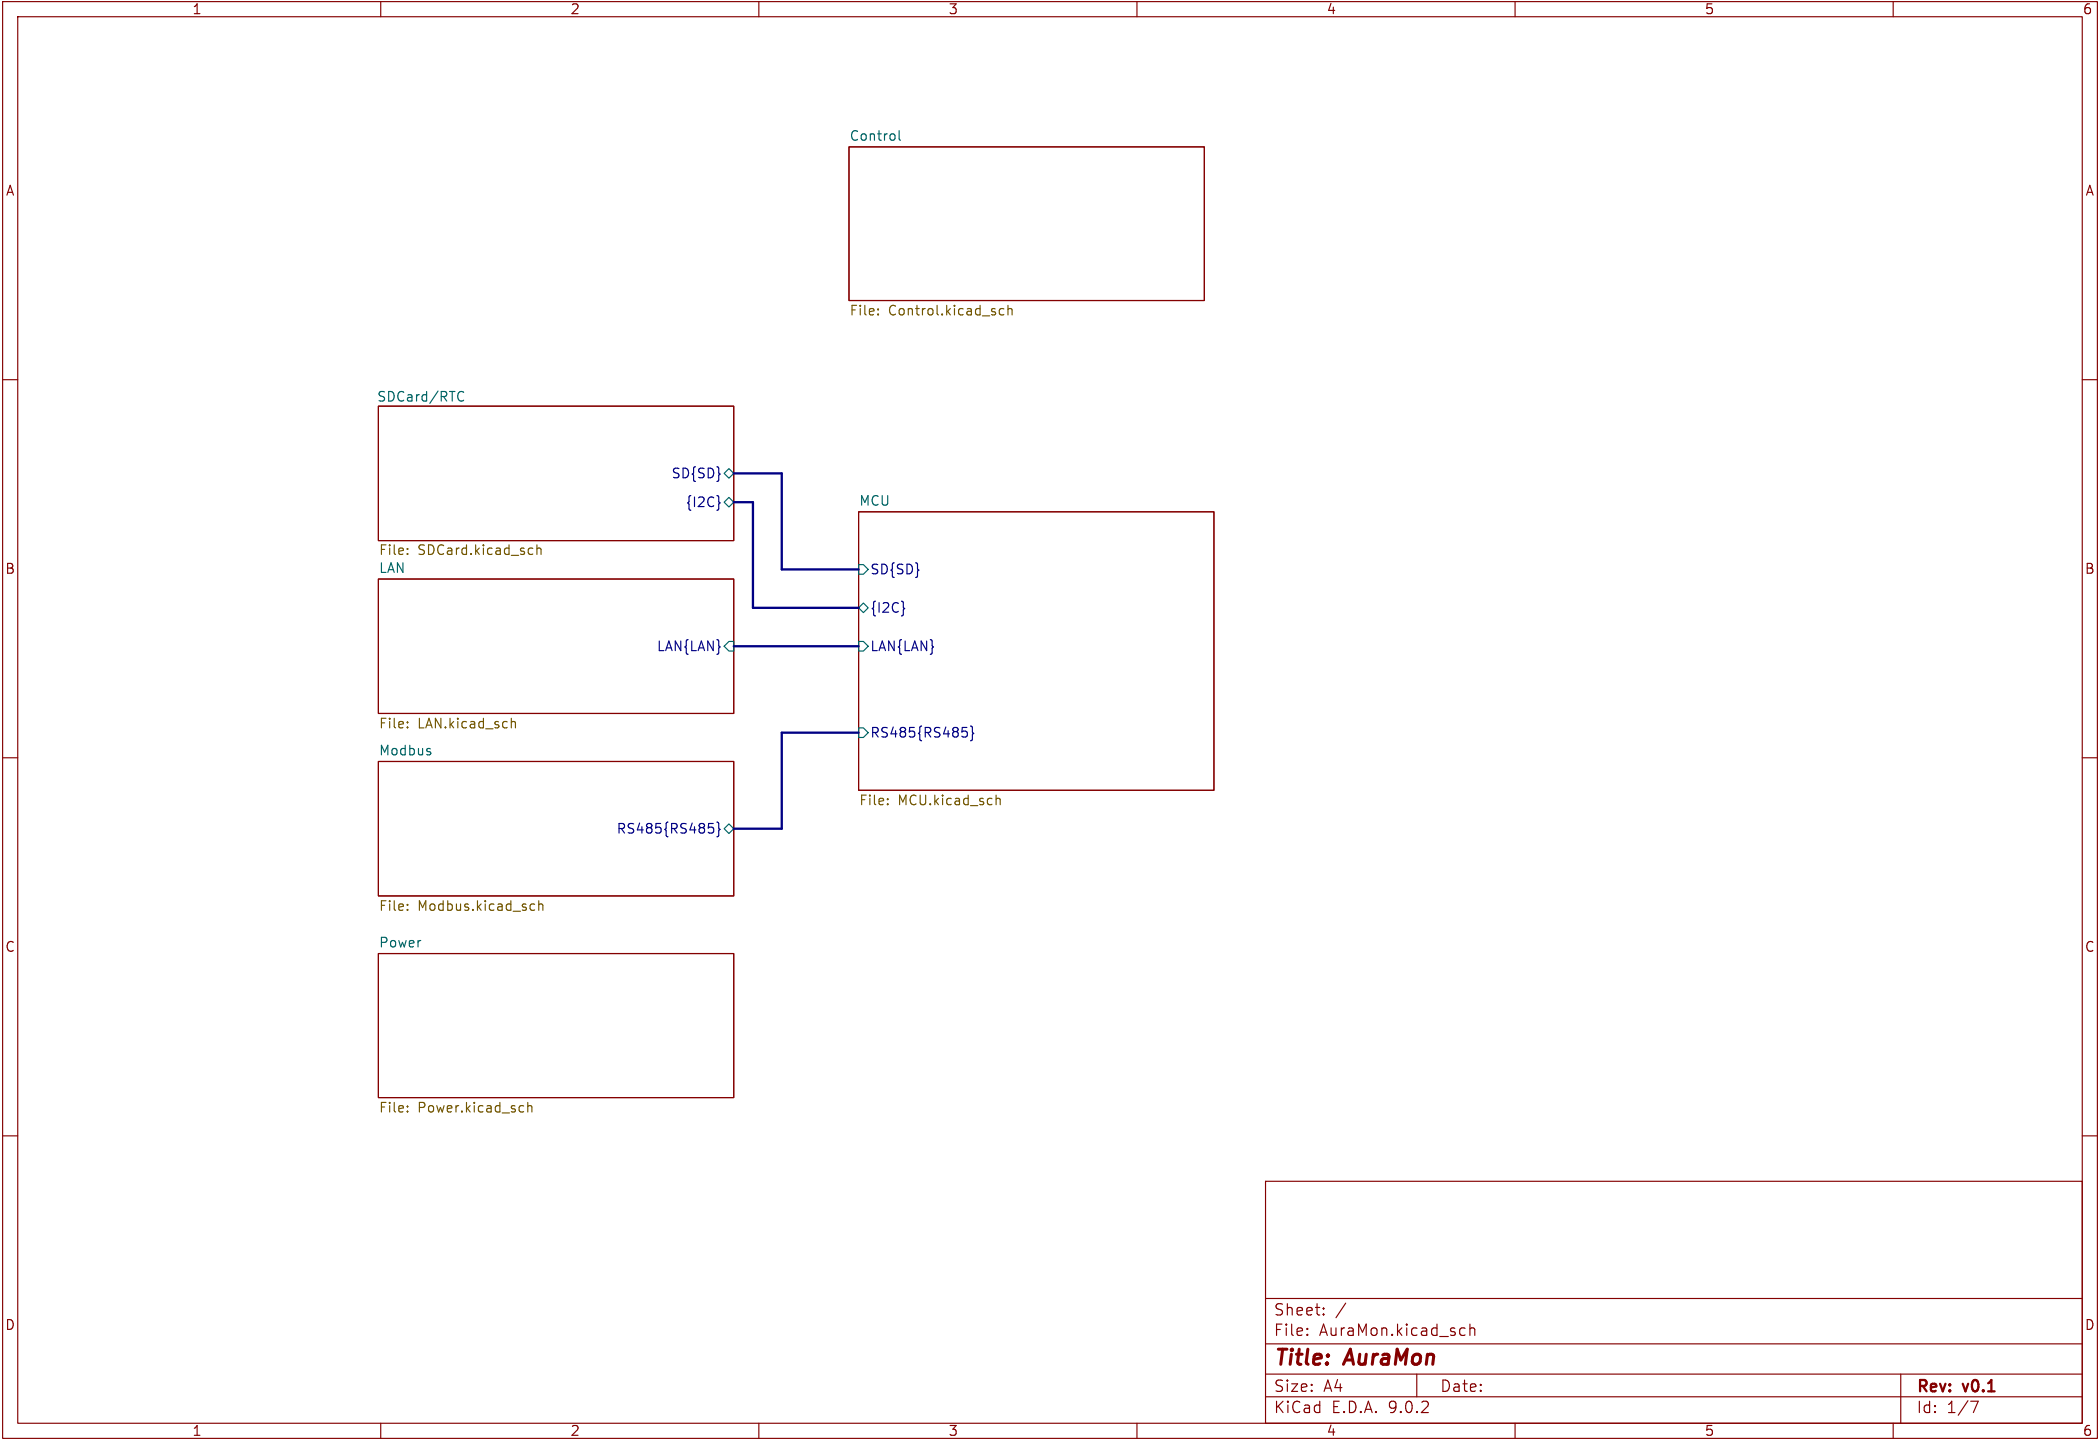 1 2 3 4 5 6
A A
Control
File: Control.kicad_sch
SDCard/RTC
SD{SD}
{I2C}
File: SDCard.kicad_sch
MCU
SD{SD}
{I2C}
LAN{LAN}
RS485{RS485}
File: MCU.kicad_sch
B B
LAN
LAN{LAN}
File: LAN.kicad_sch
Modbus
RS485{RS485}
File: Modbus.kicad_sch
C C
Power
File: Power.kicad_sch
D D
Sheet: /
File: AuraMon.kicad_sch
Title: AuraMon
Size: A4 Date: Rev: v0.1
KiCad E.D.A. 9.0.2 Id: 1/7
1 2 3 4 5 6